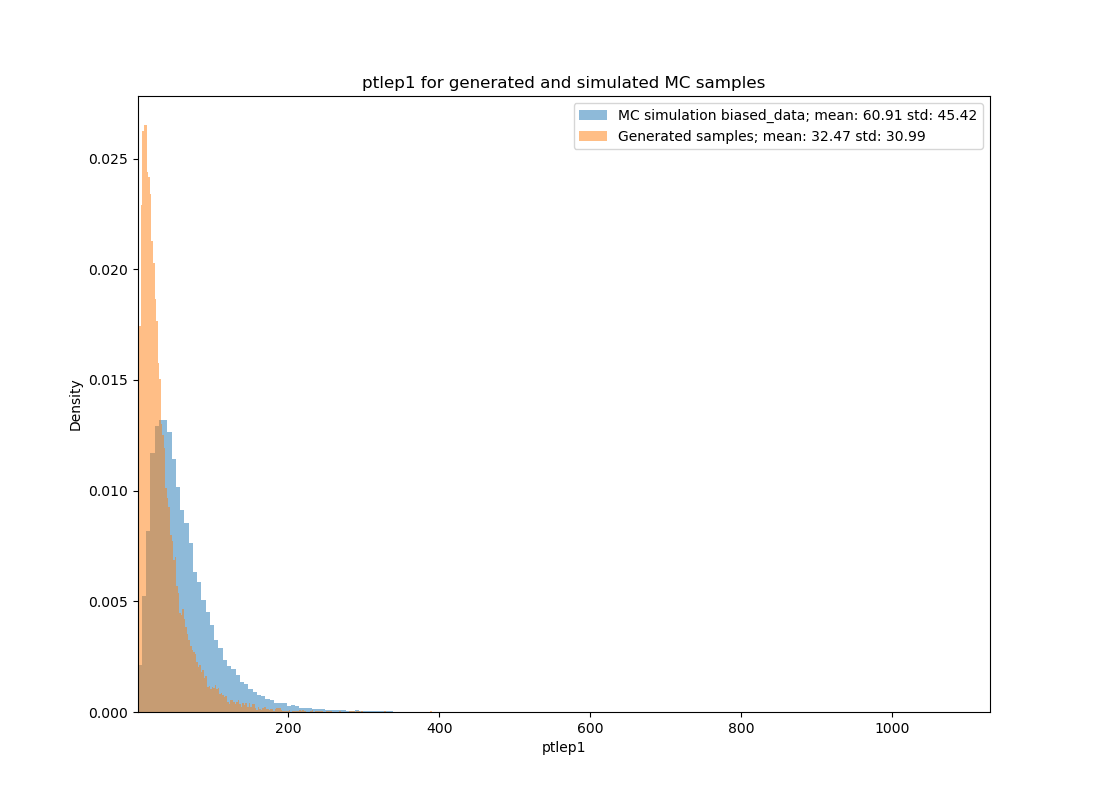 ptlep1 for generated and simulated MC samples
MC simulation biased_data; mean: 60.91 std: 45.42
Generated samples; mean: 32.47 std: 30.99
0.025
0.020
0.015
0.010
0.005
0.000
Density
200 400 600 800 1000
ptlep1